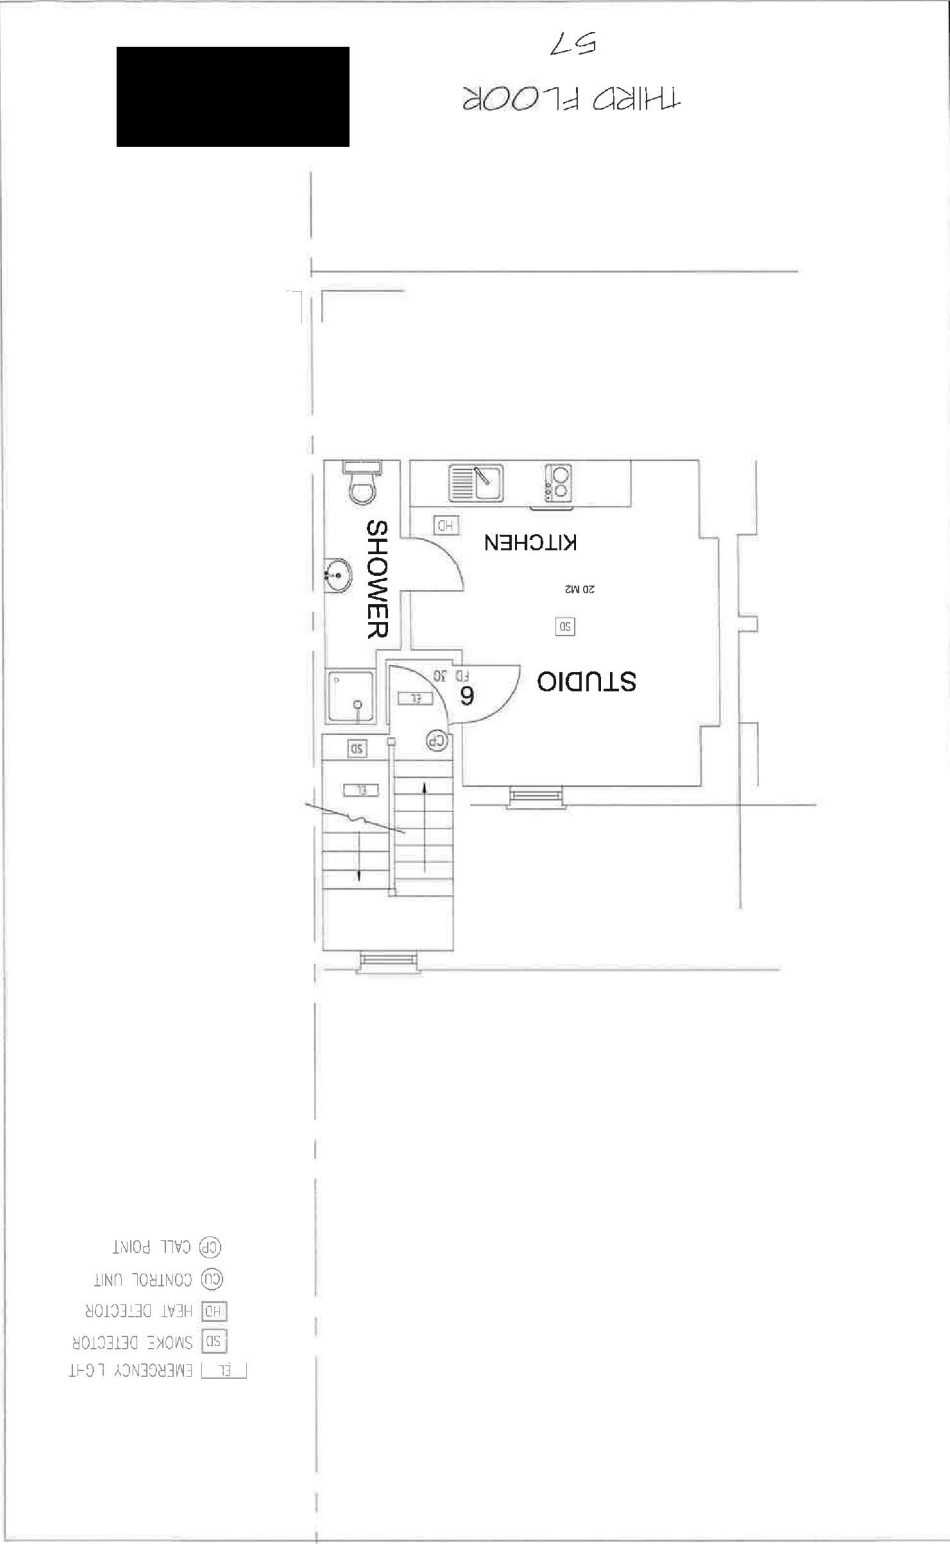 EL EMERGENCY LIGHT
SD SMOKE DETECTOR
HD HEAT DETECTOR
CU CONTROL UNIT
CP CALL POINT
EL
SD
CP
EL
6
FD 30
STUDIO
SD
SHOWER
20 M2
KITCHEN
HD
THIRD FLOOR
57